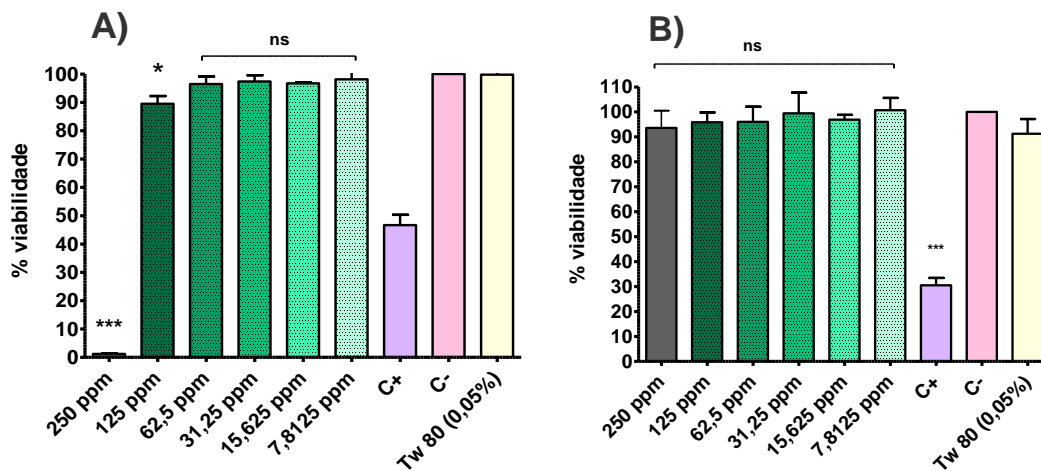 A)
ns
% viabilidade
100
90
80
70
60
50
40
30
20
10
0
***
*
250 ppm
125 ppm
62,5 ppm
31,25 ppm
15,625 ppm
7,8125 ppm
C+
C-
Tw 80 (0,05%)
B)
ns
% viabilidade
110
100
90
80
70
60
50
40
30
20
10
0
***
250 ppm
125 ppm
62,5 ppm
31,25 ppm
15,625 ppm
7,8125 ppm
C+
C-
Tw 80 (0,05%)